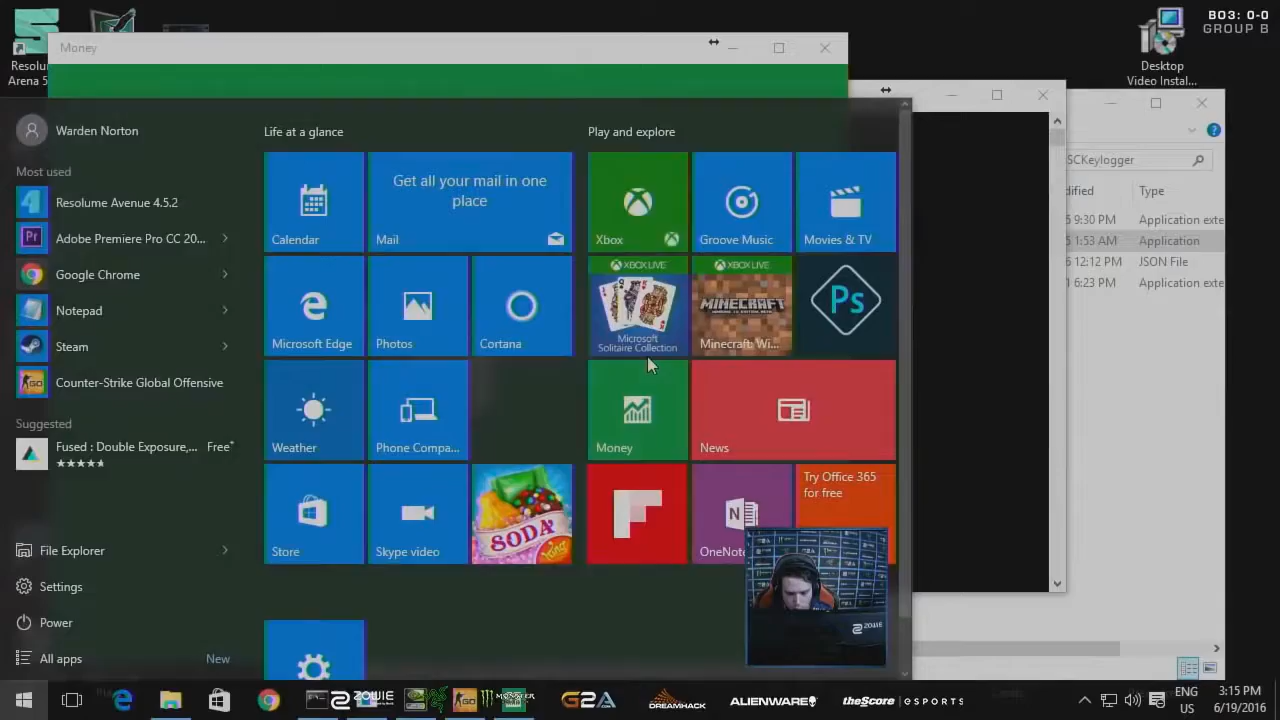 BO3: 0-0
GROUP B
Resolum
Arena 5
Desktop
Video Instal...
Money
SCKeylogger
dified
Type
9:30 PM
Application exte
1:53 AM
Application
12:12 PM
JSON File
6:23 PM
Application exte
Warden Norton
Most used
Resolume Avenue 4.5.2
Adobe Premiere Pro CC 20...
Google Chrome
Notepad
Steam
Counter-Strike Global Offensive
Suggested
Fused : Double Exposure,...
Free*
File Explorer
Settings
Power
All apps
New
Life at a glance
Calendar
Get all your mail in one
place
Mail
Microsoft Edge
Photos
Cortana
Weather
Phone Compa...
Store
Skype video
SODA
Play and explore
Xbox
Groove Music
Movies & TV
XBOX LIVE
Microsoft
Solitaire Collection
XBOX LIVE
MINECRAFT
Minecraft: Wi...
Ps
Money
News
OneNote
Try Office 365
for free
ZOWIE
ZOWIE
MONSTER
G2A
DREAMHACK
ALIENWARE
theScore eSPORTS
ENG
US
3:15 PM
6/19/2016